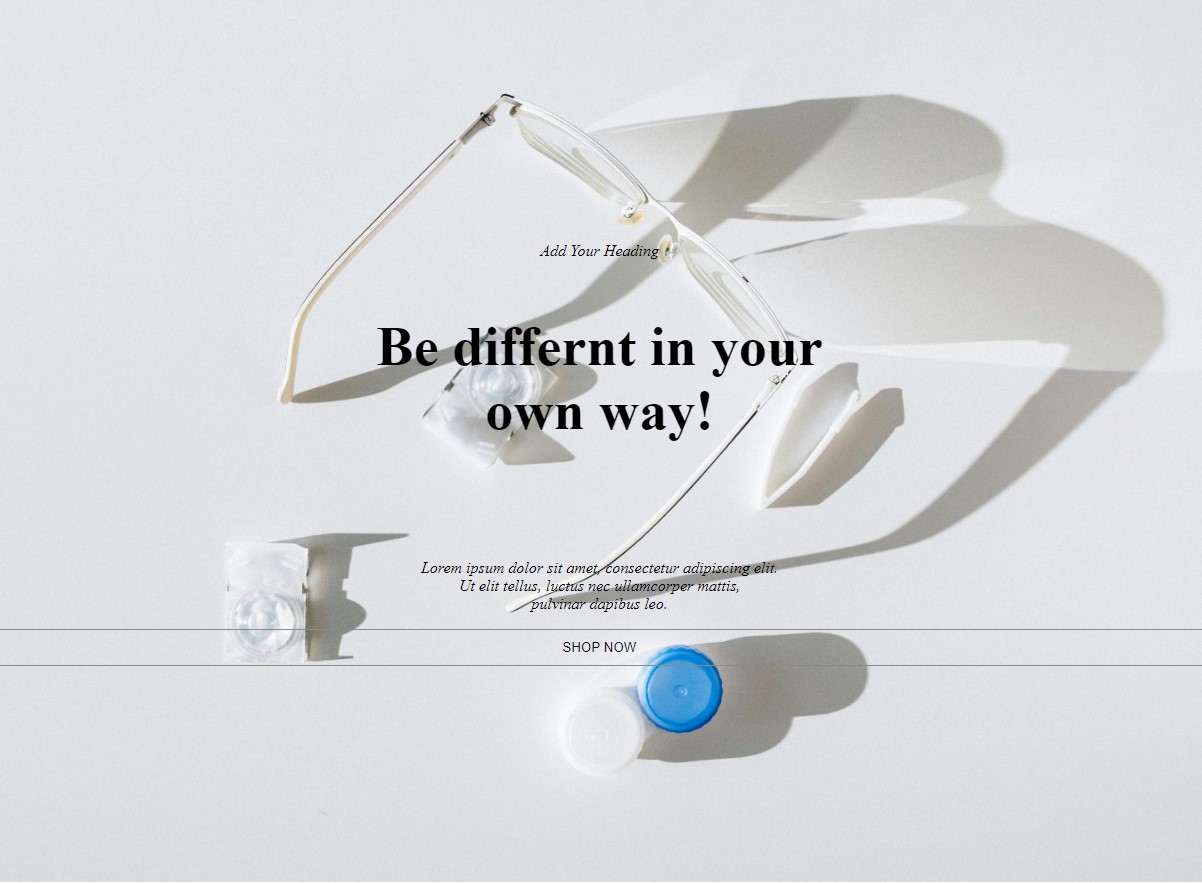 Add Your Heading
Be differnt in your
own way!
Lorem ipsum dolor sit amet, consectetur adipiscing elit.
Ut elit tellus, luctus nec ullamcorper mattis,
pulvinar dapibus leo.
SHOP NOW